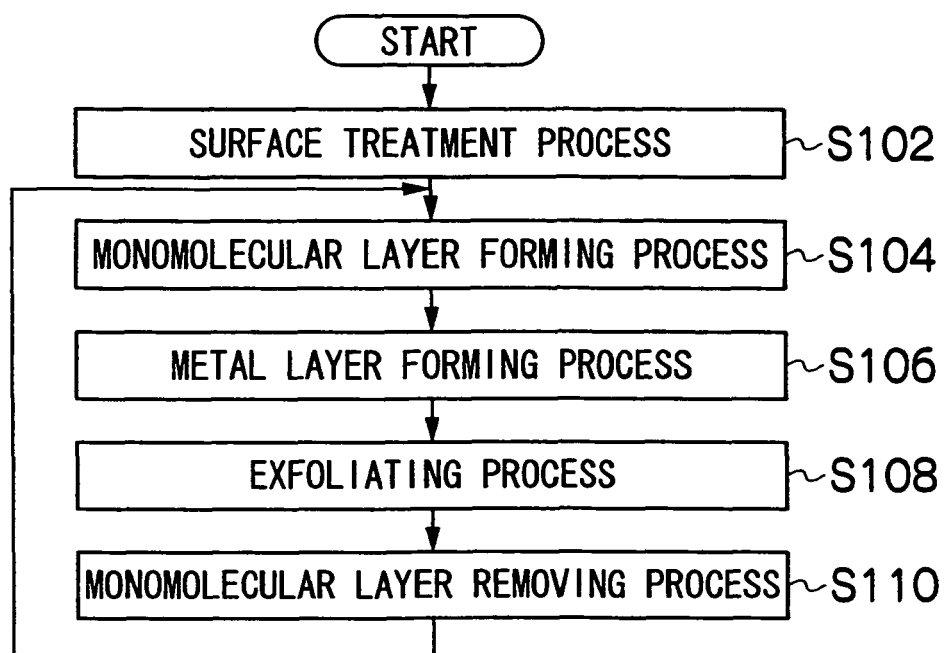 START
SURFACE TREATMENT PROCESS S102
MONOMOLECULAR LAYER FORMING PROCESS S104
METAL LAYER FORMING PROCESS S106
EXFOLIATING PROCESS S108
MONOMOLECULAR LAYER REMOVING PROCESS S110